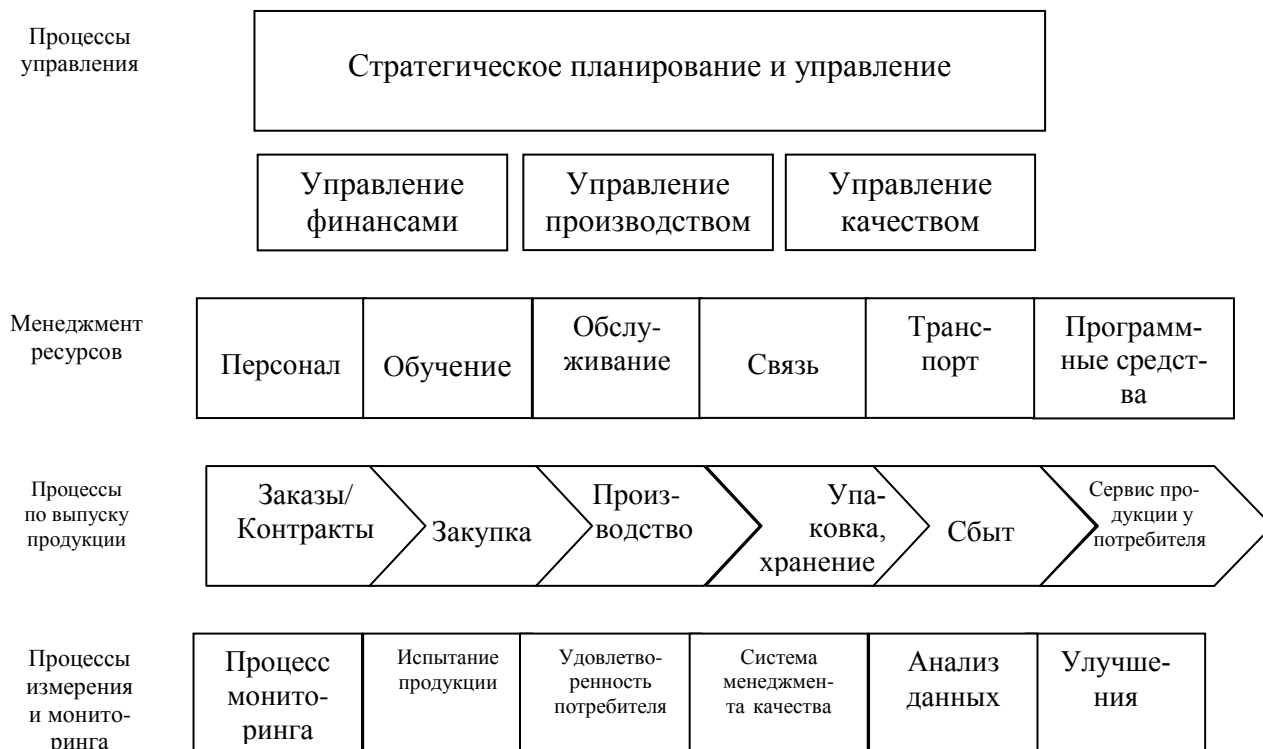 Процессы
управления
Стратегическое планирование и управление
Управление
финансами
Управление
производством
Управление
качеством
Менеджмент
ресурсов
Персонал
Обучение
Обслу-
живание
Связь
Транс-
порт
Программ-
ные средст-
ва
Процессы
по выпуску
продукции
Заказы/
Контракты
Закупка
Произ-
водство
Упа-
ковка,
хранение
Сбыт
Сервис про-
дукции у
потребителя
Процессы
измерения
и монито-
ринга
Процесс
монито-
ринга
Испытание
продукции
Удовлетво-
ренность
потребителя
Система
менеджмен-
та качества
Анализ
данных
Улучше-
ния